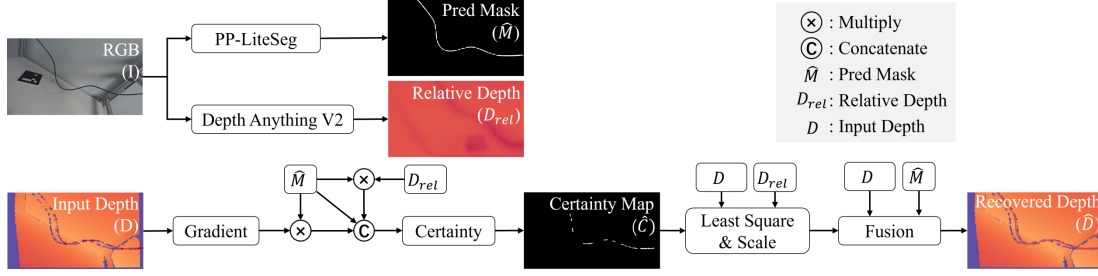 RGB
(I)
PP-LiteSeg
Pred Mask
(M̂)
Depth Anything V2
Relative Depth
(D_rel)
⊗ : Multiply
Ⓒ : Concatenate
M̂ : Pred Mask
D_rel : Relative Depth
D : Input Depth
Input Depth
(D)
Gradient
M̂
×
D_rel
×
C
Certainty
Certainty Map
(Ĉ)
D
D_rel
Least Square
& Scale
D
M̂
Fusion
Recovered Depth
(D̂)